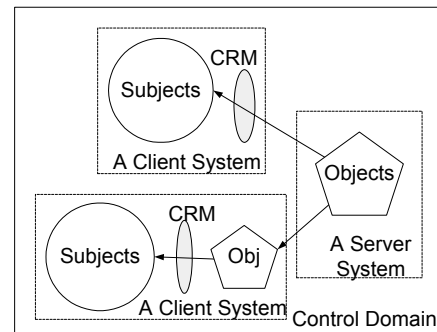 CRM
Subjects
A Client System
Objects
CRM
A Server
System
Subjects
Obj
A Client System
Control Domain